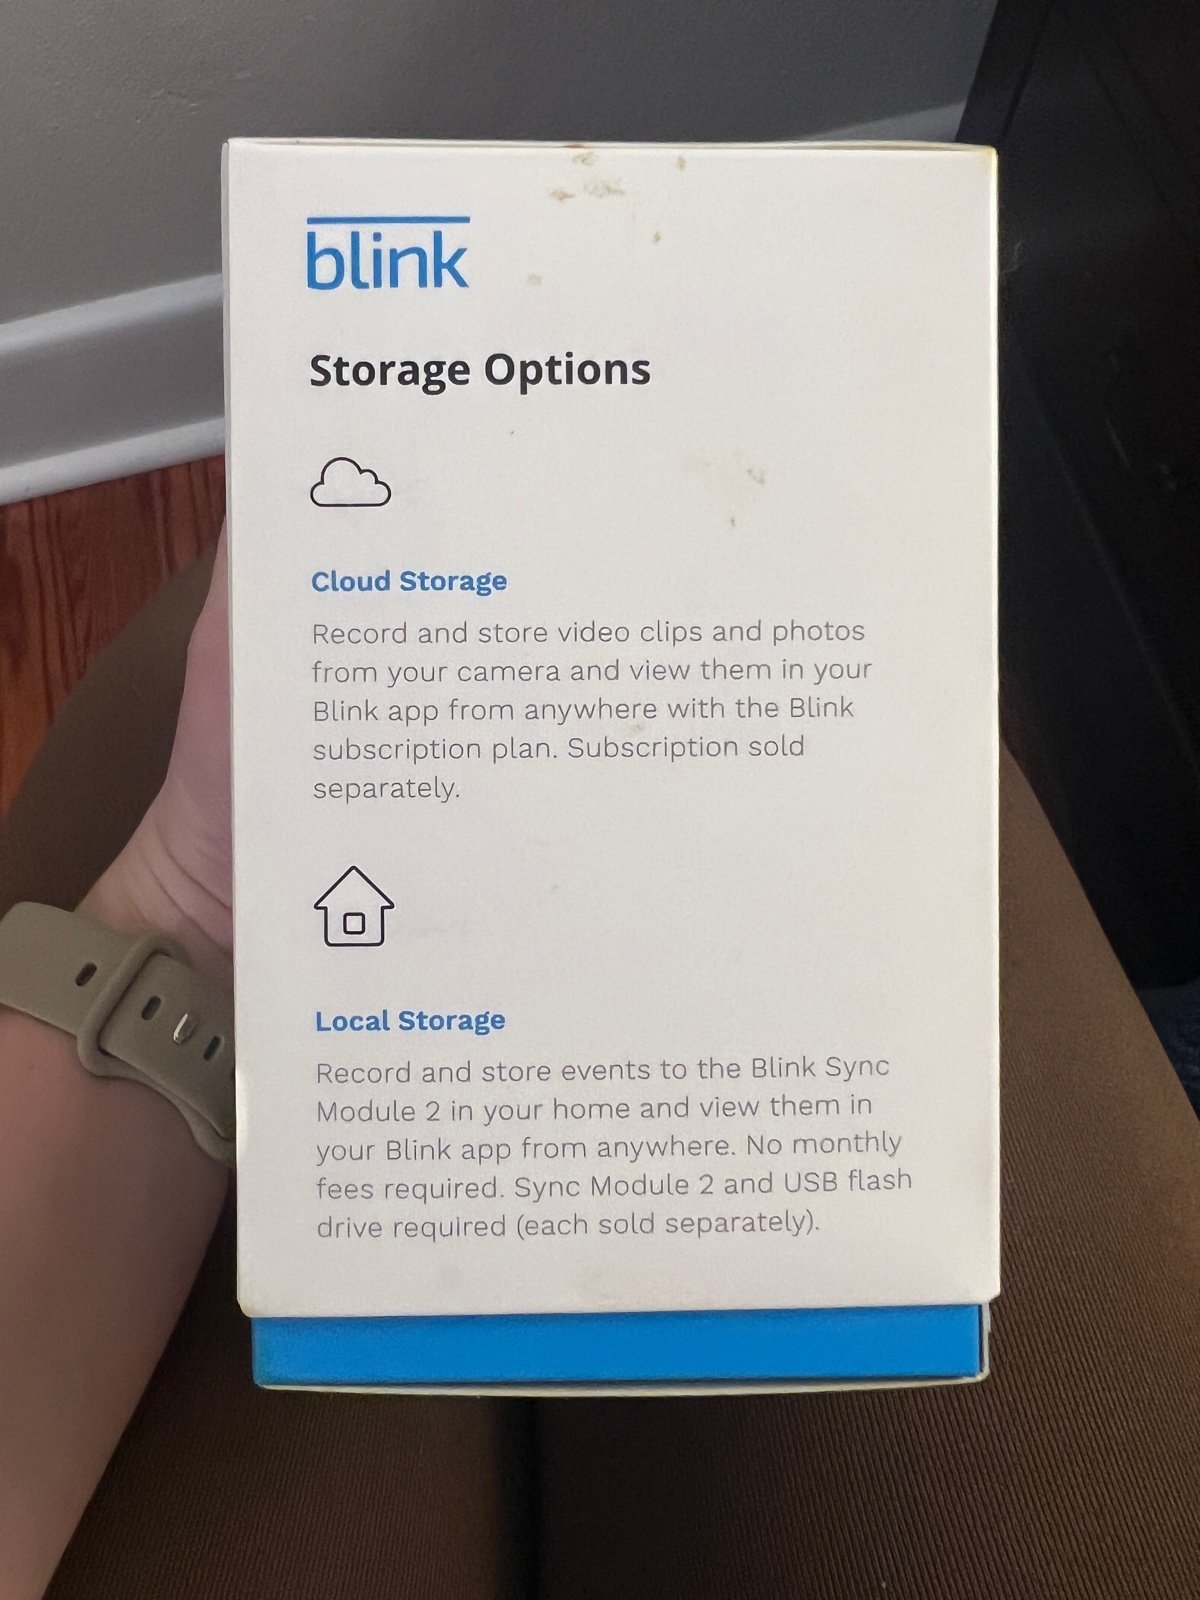 blink
Storage Options
Cloud Storage
Record and store video clips and photos
from your camera and view them in your
Blink app from anywhere with the Blink
subscription plan. Subscription sold
separately.
Local Storage
Record and store events to the Blink Sync
Module 2 in your home and view them in
your Blink app from anywhere. No monthly
fees required. Sync Module 2 and USB flash
drive required (each sold separately).